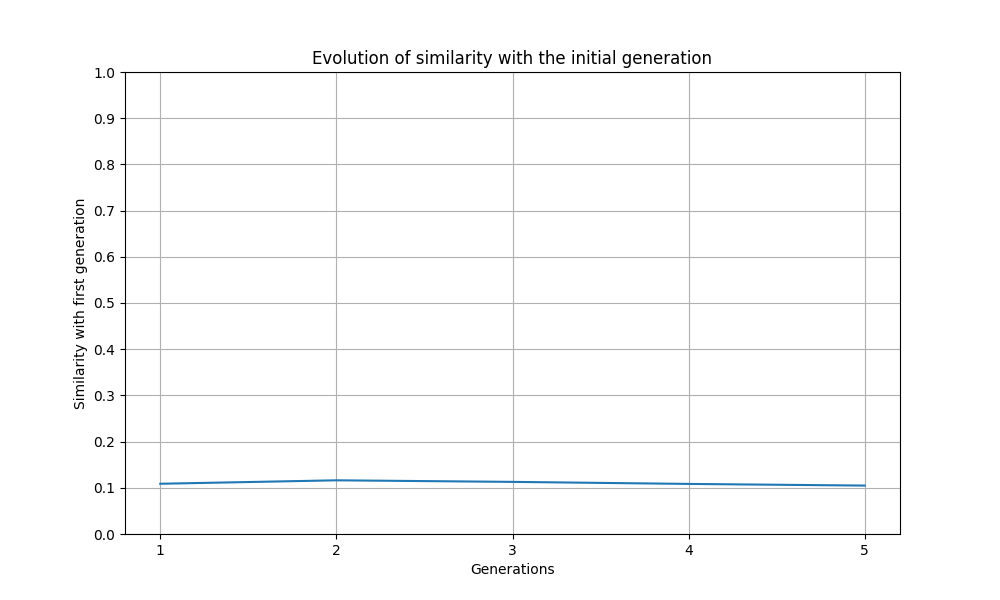 Evolution of similarity with the initial generation
Similarity with first generation
1.0
0.9
0.8
0.7
0.6
0.5
0.4
0.3
0.2
0.1
0.0
1 2 3 4 5
Generations